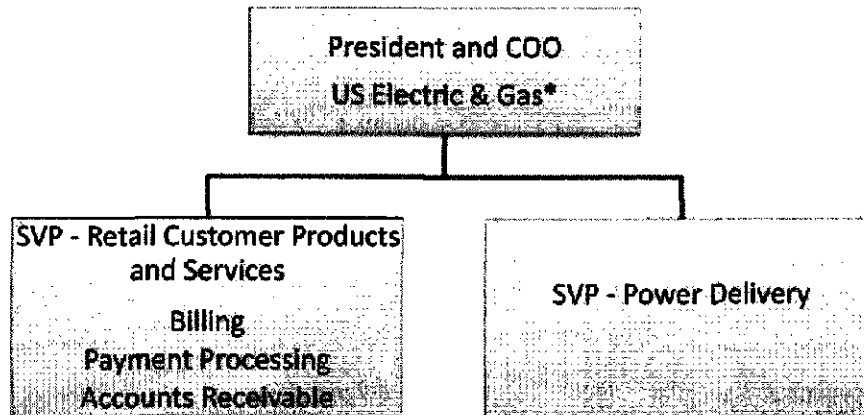 President and COO
US Electric & Gas*
SVP - Retail Customer Products
and Services
Billing
Payment Processing
Accounts Receivable
SVP - Power Delivery